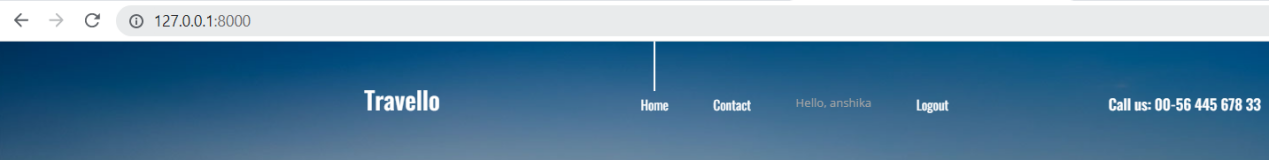 127.0.0.1:8000
Travello
Home Contact Hello, anshika Logout
Call us: 00-56 445 678 33